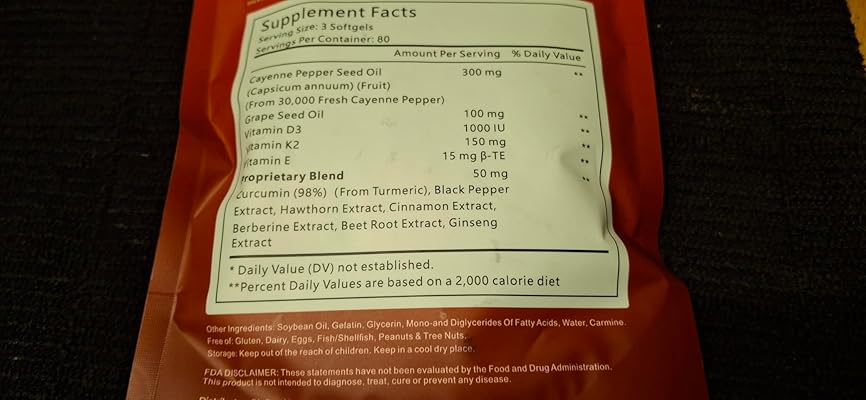 Supplement Facts
Serving Size: 3 Softgels
Servings Per Container: 80
Amount Per Serving % Daily Value
Cayenne Pepper Seed Oil 300 mg **
(Capsicum annuum) (Fruit)
(From 30,000 Fresh Cayenne Pepper)
Grape Seed Oil 100 mg **
Vitamin D3 1000 IU **
Vitamin K2 150 mg **
Vitamin E 15 mg β-TE **
Proprietary Blend 50 mg **
Curcumin (98%) (From Turmeric), Black Pepper
Extract, Hawthorn Extract, Cinnamon Extract,
Berberine Extract, Beet Root Extract, Ginseng
Extract
* Daily Value (DV) not established.
**Percent Daily Values are based on a 2,000 calorie diet
Other Ingredients: Soybean Oil, Gelatin, Glycerin, Mono-and Diglycerides Of Fatty Acids, Water, Carmine.
Free of: Gluten, Dairy, Eggs, Fish/Shellfish, Peanuts & Tree Nuts.
Storage: Keep out of the reach of children. Keep in a cool dry place.
FDA DISCLAIMER: These statements have not been evaluated by the Food and Drug Administration.
This product is not intended to diagnose, treat, cure or prevent any disease.